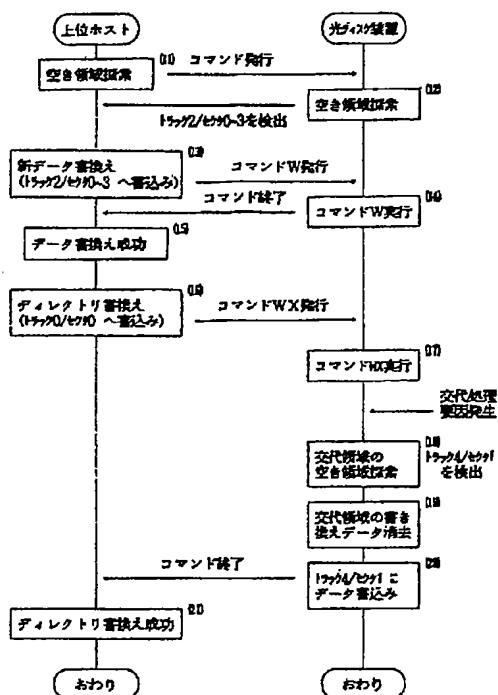 上位ホスト
光ディスク装置
(11)
コマンド発行
空き領域探索
(12)
空き領域探索
トラック2/セクタ0~3を検出
(13)
新データ書換え
(トラック2/セクタ0~3 へ書込み)
コマンドW発行
コマンド終了
(14)
コマンドW実行
(15)
データ書換え成功
(16)
ディレクトリ書換え
(トラック0/セクタ0 へ書込み)
コマンドWX発行
(17)
コマンドWX実行
交代処理
要因発生
(18)
交代領域の
空き領域探索
トラック4/セクタ1
を検出
(19)
交代領域の書き
換えデータ消去
コマンド終了
(20)
トラック4/セクタ1 に
データ書込み
(21)
ディレクトリ書換え成功
おわり
おわり